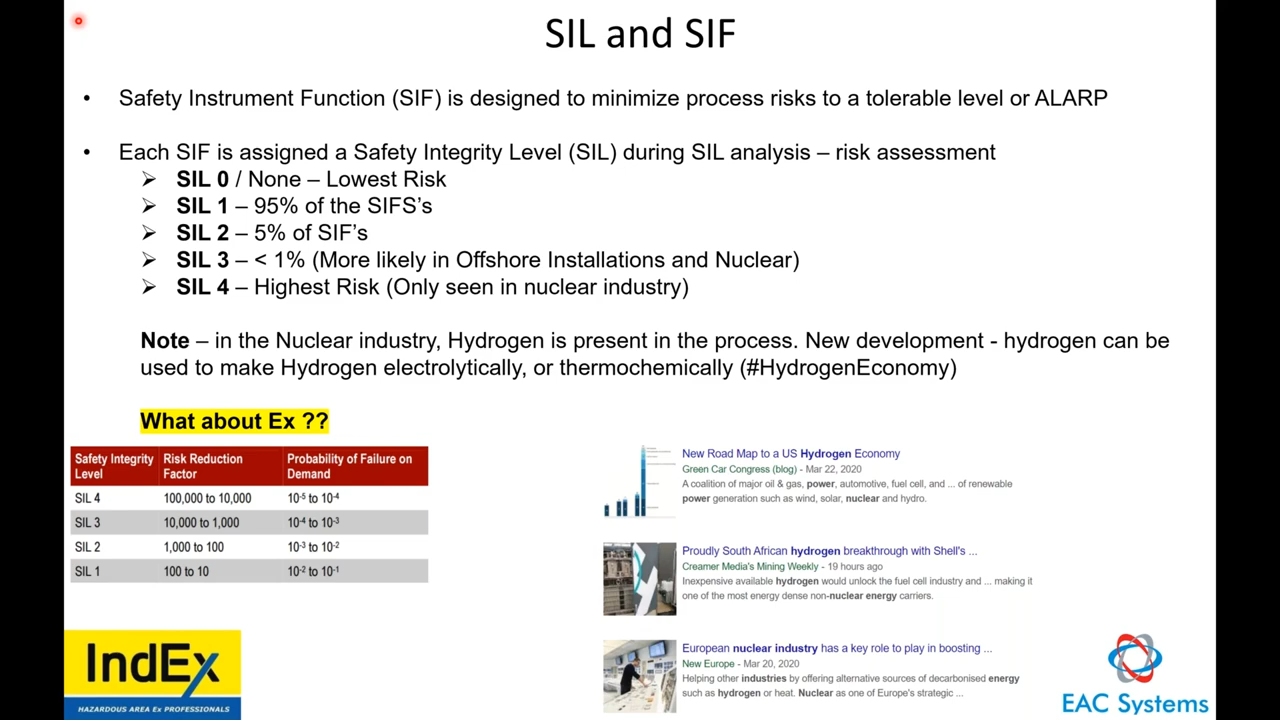 SIL and SIF
• Safety Instrument Function (SIF) is designed to minimize process risks to a tolerable level or ALARP
• Each SIF is assigned a Safety Integrity Level (SIL) during SIL analysis – risk assessment
➢ SIL 0 / None – Lowest Risk
➢ SIL 1 – 95% of the SIFS's
➢ SIL 2 – 5% of SIF's
➢ SIL 3 – < 1% (More likely in Offshore Installations and Nuclear)
➢ SIL 4 – Highest Risk (Only seen in nuclear industry)
Note – in the Nuclear industry, Hydrogen is present in the process. New development - hydrogen can be
used to make Hydrogen electrolytically, or thermochemically (#HydrogenEconomy)
What about Ex ??
Safety Integrity Level Risk Reduction Factor Probability of Failure on Demand
SIL 4 100,000 to 10,000 10⁻⁵ to 10⁻⁴
SIL 3 10,000 to 1,000 10⁻⁴ to 10⁻³
SIL 2 1,000 to 100 10⁻³ to 10⁻²
SIL 1 100 to 10 10⁻² to 10⁻¹
New Road Map to a US Hydrogen Economy
Green Car Congress (blog) - Mar 22, 2020
A coalition of major oil & gas, power, automotive, fuel cell, and ... of renewable
power generation such as wind, solar, nuclear and hydro.
Proudly South African hydrogen breakthrough with Shell's ...
Creamer Media's Mining Weekly - 19 hours ago
Inexpensive available hydrogen would unlock the fuel cell industry and ... making it
one of the most energy dense non-nuclear energy carriers.
European nuclear industry has a key role to play in boosting ...
New Europe - Mar 20, 2020
Helping other industries by offering alternative sources of decarbonised energy
such as hydrogen or heat. Nuclear as one of Europe's strategic ...
IndEx
HAZARDOUS AREA Ex PROFESSIONALS
EAC Systems